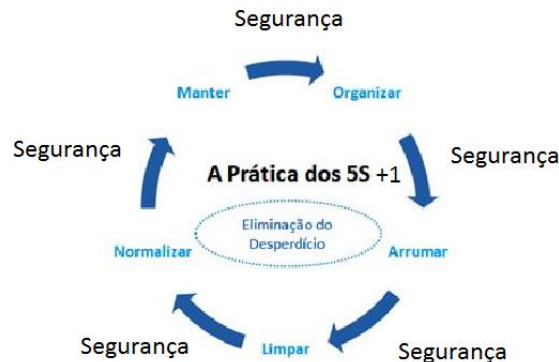 Segurança
Manter
Organizar
Segurança
Segurança
A Prática dos 5S +1
Eliminação do
Desperdício
Normalizar
Arrumar
Segurança
Limpar
Segurança